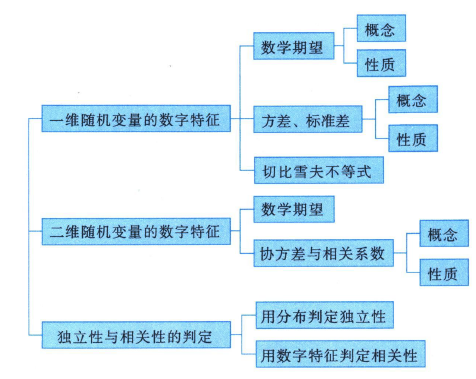 概念
数学期望
性质
概念
一维随机变量的数字特征
方差、标准差
性质
切比雪夫不等式
数学期望
二维随机变量的数字特征
概念
协方差与相关系数
性质
用分布判定独立性
独立性与相关性的判定
用数字特征判定相关性